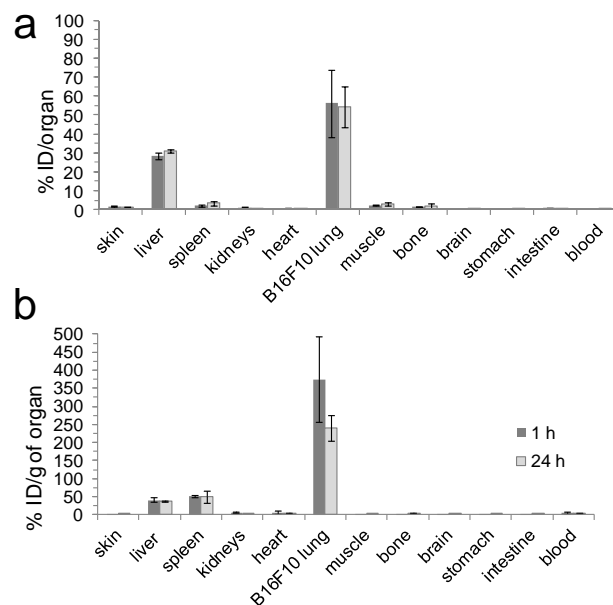 a
100
90
80
70
60
50
40
30
20
10
0
% ID/organ
skin
liver
spleen
kidneys
heart
B16F10 lung
muscle
bone
brain
stomach
intestine
blood
b
500
450
400
350
300
250
200
150
100
50
0
% ID/g of organ
1 h
24 h
skin
liver
spleen
kidneys
heart
B16F10 lung
muscle
bone
brain
stomach
intestine
blood